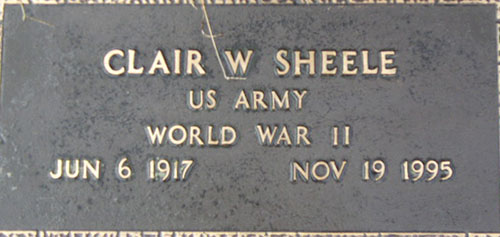 CLAIR W SHEELE
US ARMY
WORLD WAR II
JUN 6 1917 NOV 19 1995